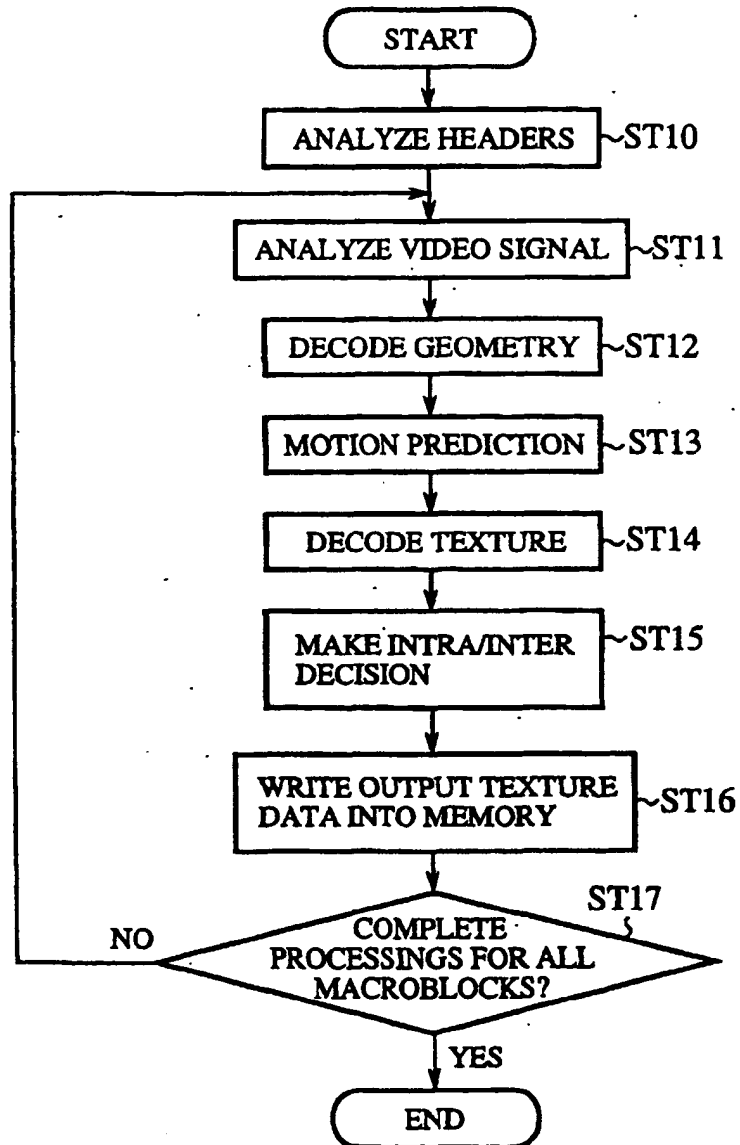 START
ANALYZE HEADERS
ST10
ANALYZE VIDEO SIGNAL
ST11
DECODE GEOMETRY
ST12
MOTION PREDICTION
ST13
DECODE TEXTURE
ST14
MAKE INTRA/INTER
DECISION
ST15
WRITE OUTPUT TEXTURE
DATA INTO MEMORY
ST16
ST17
COMPLETE
PROCESSINGS FOR ALL
MACROBLOCKS?
NO
YES
END